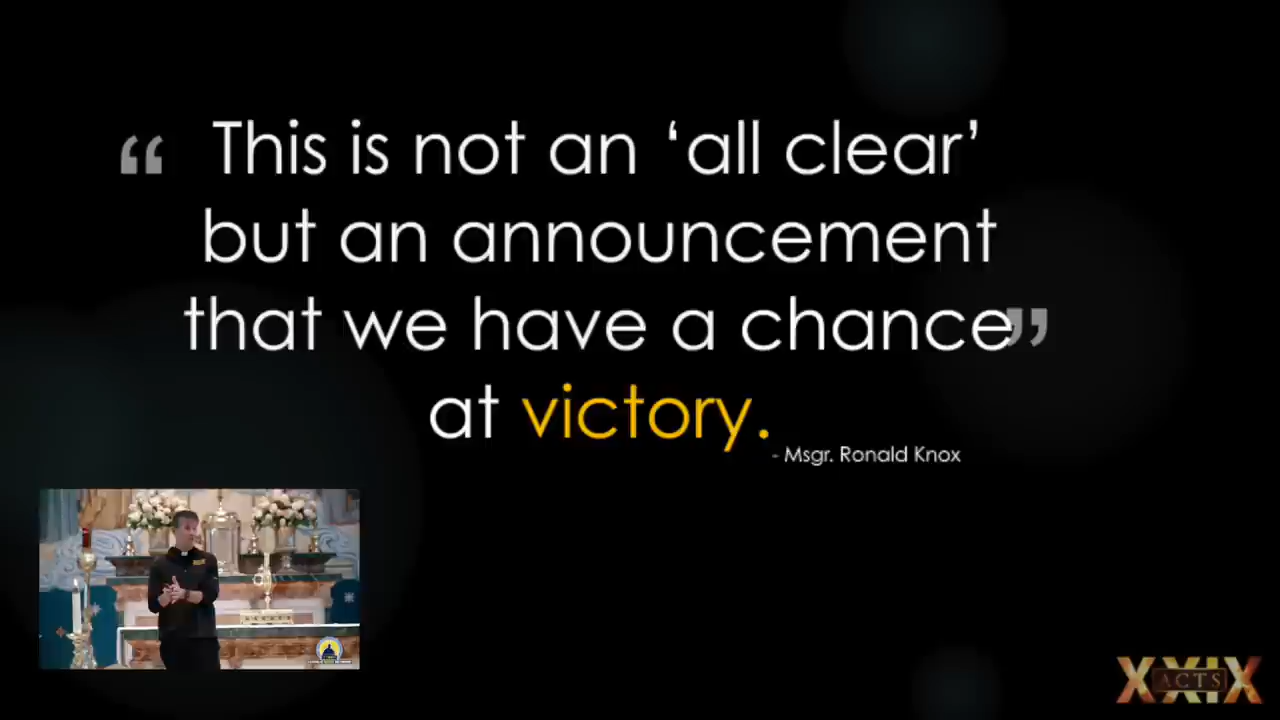 “ This is not an ‘all clear’
but an announcement
that we have a chance”
at victory.
- Msgr. Ronald Knox
XXIX
ACTS